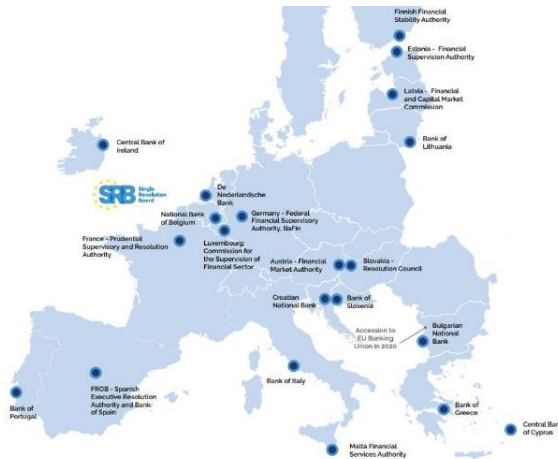 Finnish Financial
Stability Authority
Estonia - Financial
Supervision Authority
Latvia - Financial
and Capital Market
Commission
Bank of
Lithuania
Central Bank of
Ireland
SRB
Single
Resolution
Board
De
Nederlandsche
Bank
National Bank
of Belgium
Germany - Federal
Financial Supervisory
Authority, BaFin
France - Prudential
Supervisory and Resolution
Authority
Luxembourg:
Commission for
the Supervision of
Financial Sector
Austria - Financial
Market Authority
Slovakia -
Resolution Council
Croatian
National Bank
Bank of
Slovenia
Accession to
EU Banking
Union in 2020
Bulgarian
National
Bank
Bank of Italy
FROB - Spanish
Executive Resolution
Authority and Bank
of Spain
Bank of
Portugal
Bank of
Greece
Central Bank
of Cyprus
Malta Financial
Services Authority